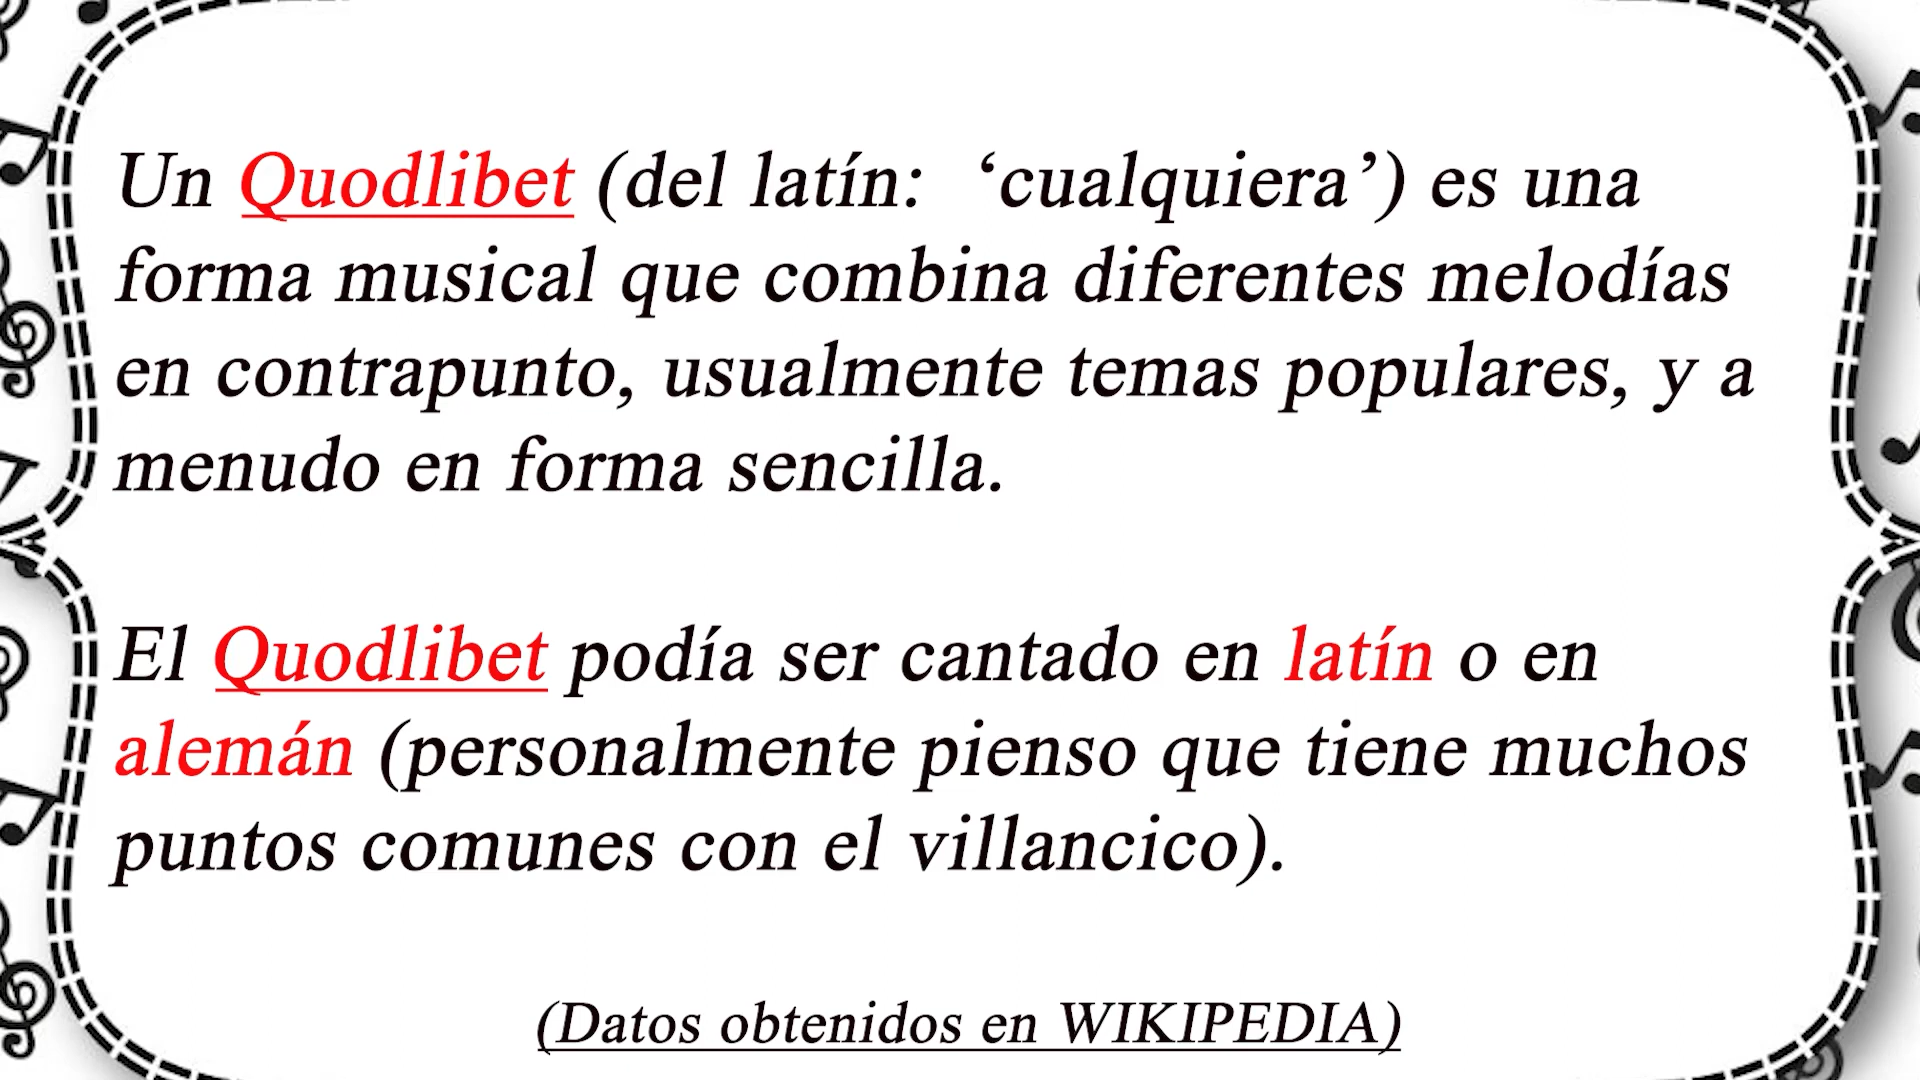 Un Quodlibet (del latín:  ‘cualquiera’) es una
forma musical que combina diferentes melodías
en contrapunto, usualmente temas populares, y a
menudo en forma sencilla.
El Quodlibet podía ser cantado en latín o en
alemán (personalmente pienso que tiene muchos
puntos comunes con el villancico).
(Datos obtenidos en WIKIPEDIA)